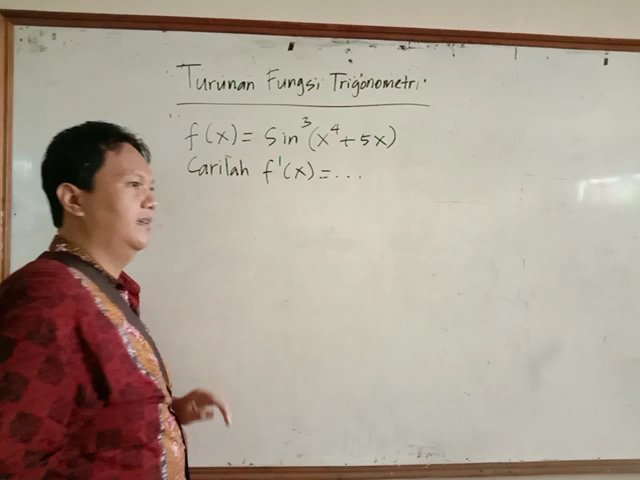 Turunan Fungsi Trigonometri.
f(x) = Sin³(x⁴+5x)
Carilah f'(x) = ...